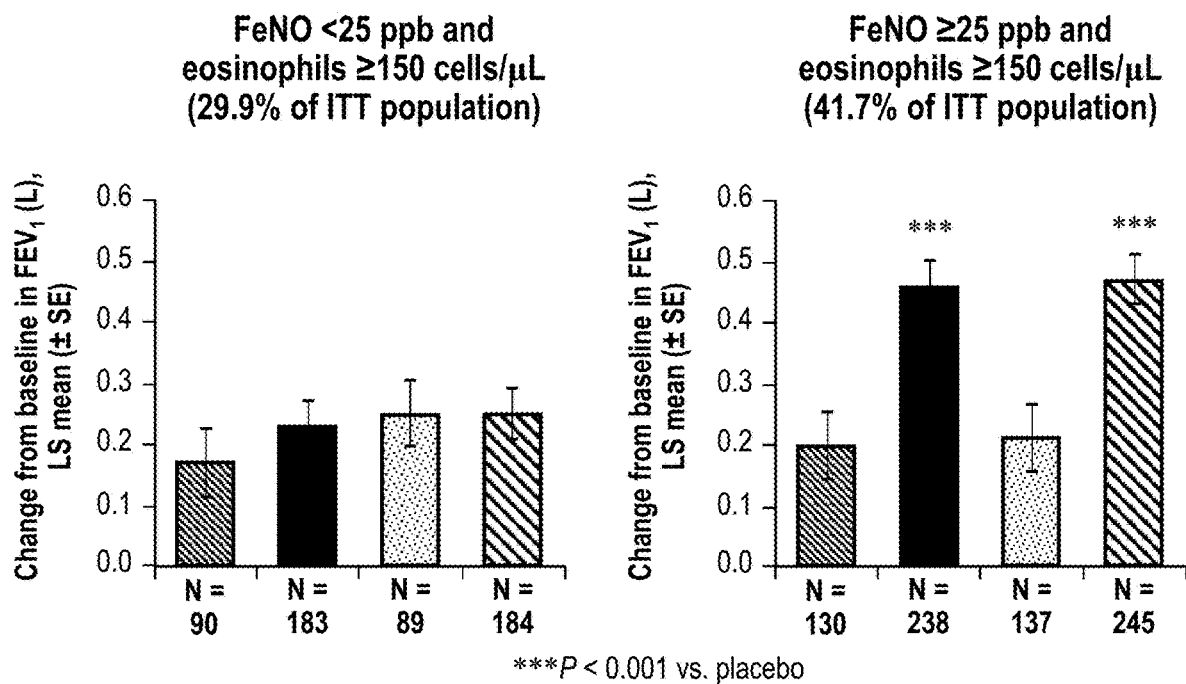 FeNO <25 ppb and
eosinophils ≥150 cells/μL
(29.9% of ITT population)
Change from baseline in FEV₁ (L),
LS mean (± SE)
0.6
0.5
0.4
0.3
0.2
0.1
0.0
N = 90
N = 183
N = 89
N = 184
FeNO ≥25 ppb and
eosinophils ≥150 cells/μL
(41.7% of ITT population)
Change from baseline in FEV₁ (L),
LS mean (± SE)
0.6
0.5
0.4
0.3
0.2
0.1
0.0
***
***
N = 130
N = 238
N = 137
N = 245
***P < 0.001 vs. placebo